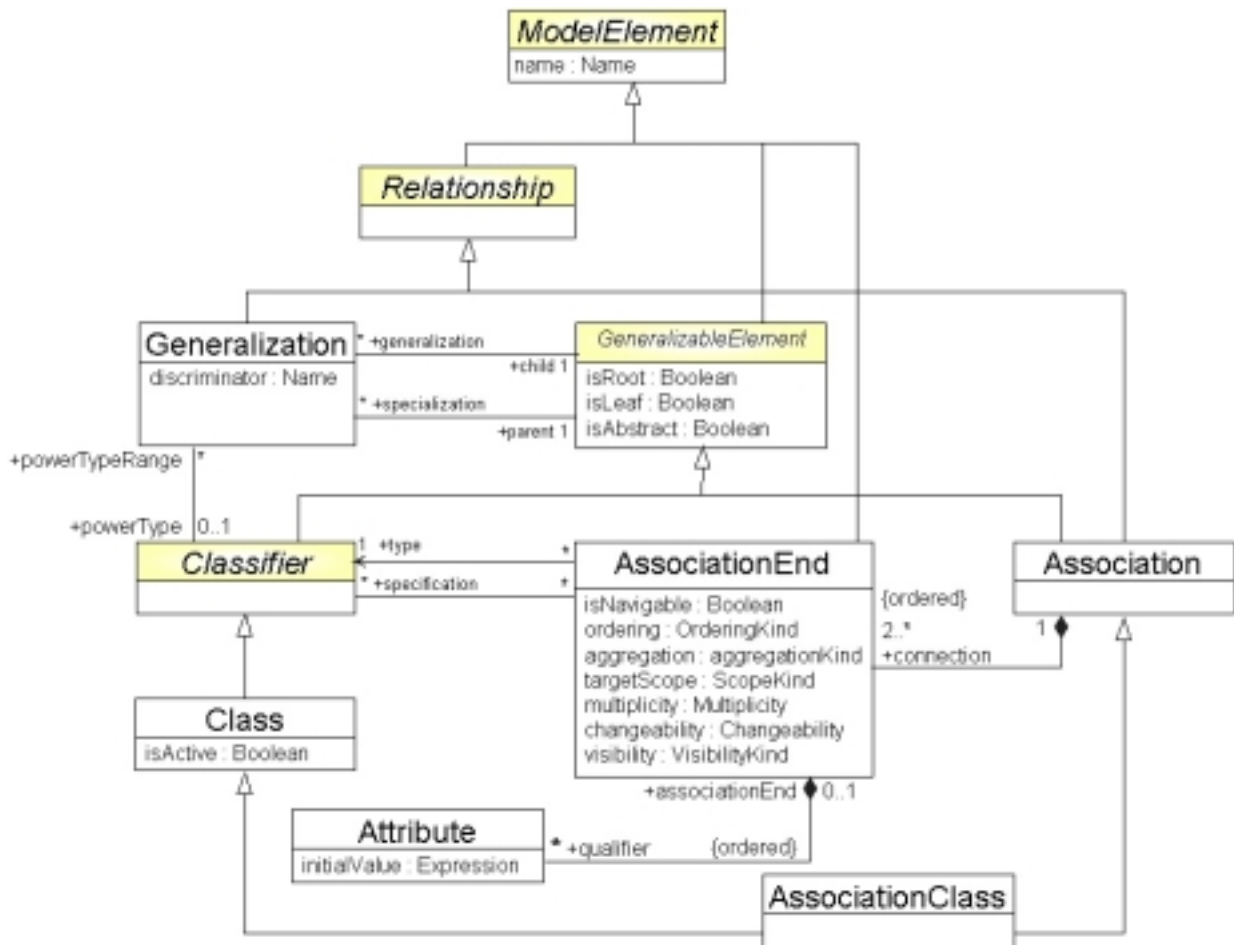 ModelElement
name : Name
Relationship
Generalization
discriminator : Name
* +generalization
+child 1
* +specialization
+parent 1
GeneralizableElement
isRoot : Boolean
isLeaf : Boolean
isAbstract : Boolean
+powerTypeRange *
+powerType 0..1
Classifier
1 +type *
* +specification *
AssociationEnd
isNavigable : Boolean
ordering : OrderingKind
aggregation : aggregationKind
targetScope : ScopeKind
multiplicity : Multiplicity
changeability : Changeability
visibility : VisibilityKind
{ordered}
2..*
+connection
1
Association
Class
isActive : Boolean
+associationEnd 0..1
Attribute
initialValue : Expression
* +qualifier {ordered}
AssociationClass